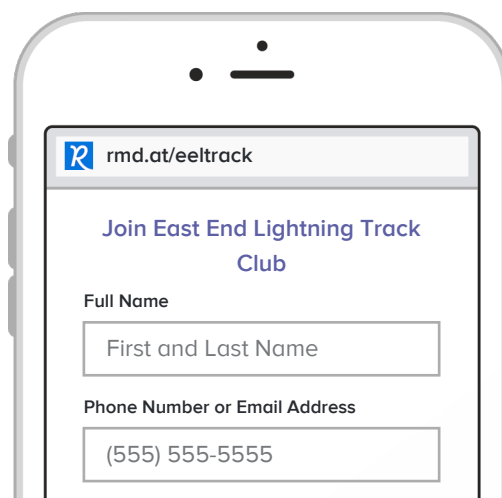 rmd.at/eeltrack
Join East End Lightning Track
Club
Full Name
First and Last Name
Phone Number or Email Address
(555) 555-5555